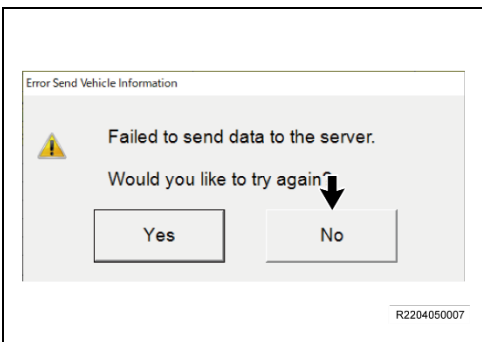 Error Send Vehicle Information
Failed to send data to the server.
Would you like to try again?
Yes
No
R2204050007